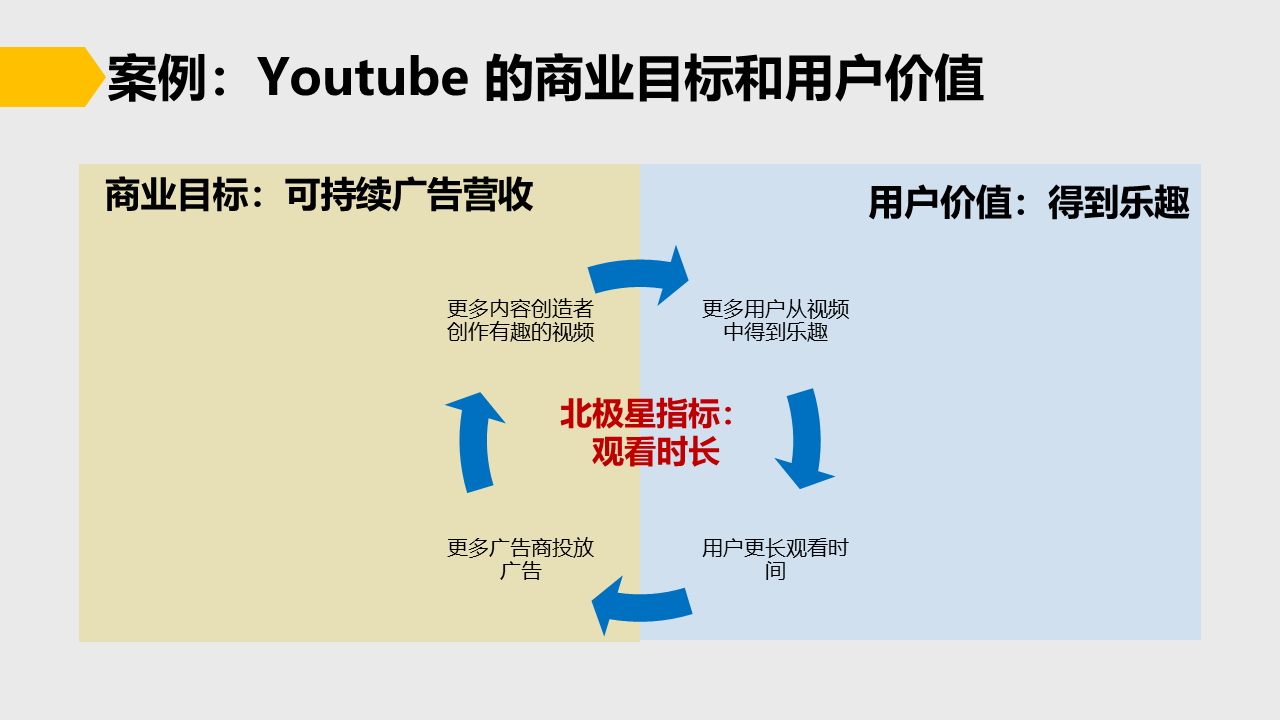 案例：Youtube 的商业目标和用户价值
商业目标：可持续广告营收
用户价值：得到乐趣
更多内容创造者
创作有趣的视频
更多用户从视频
中得到乐趣
北极星指标：
观看时长
更多广告商投放
广告
用户更长观看时
间